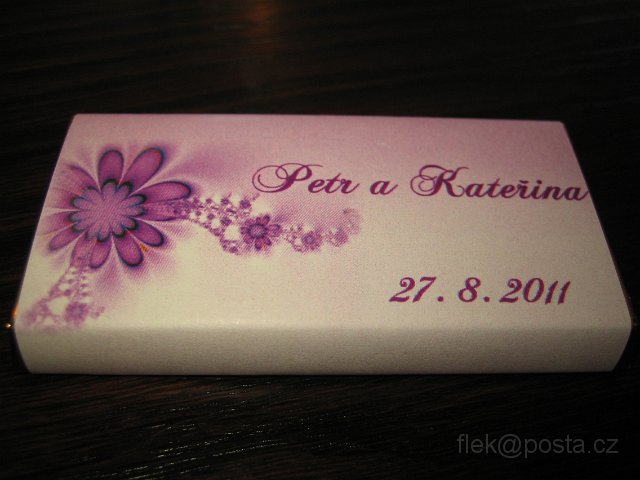 Petr a Kateřina
27. 8. 2011
flek@posta.cz